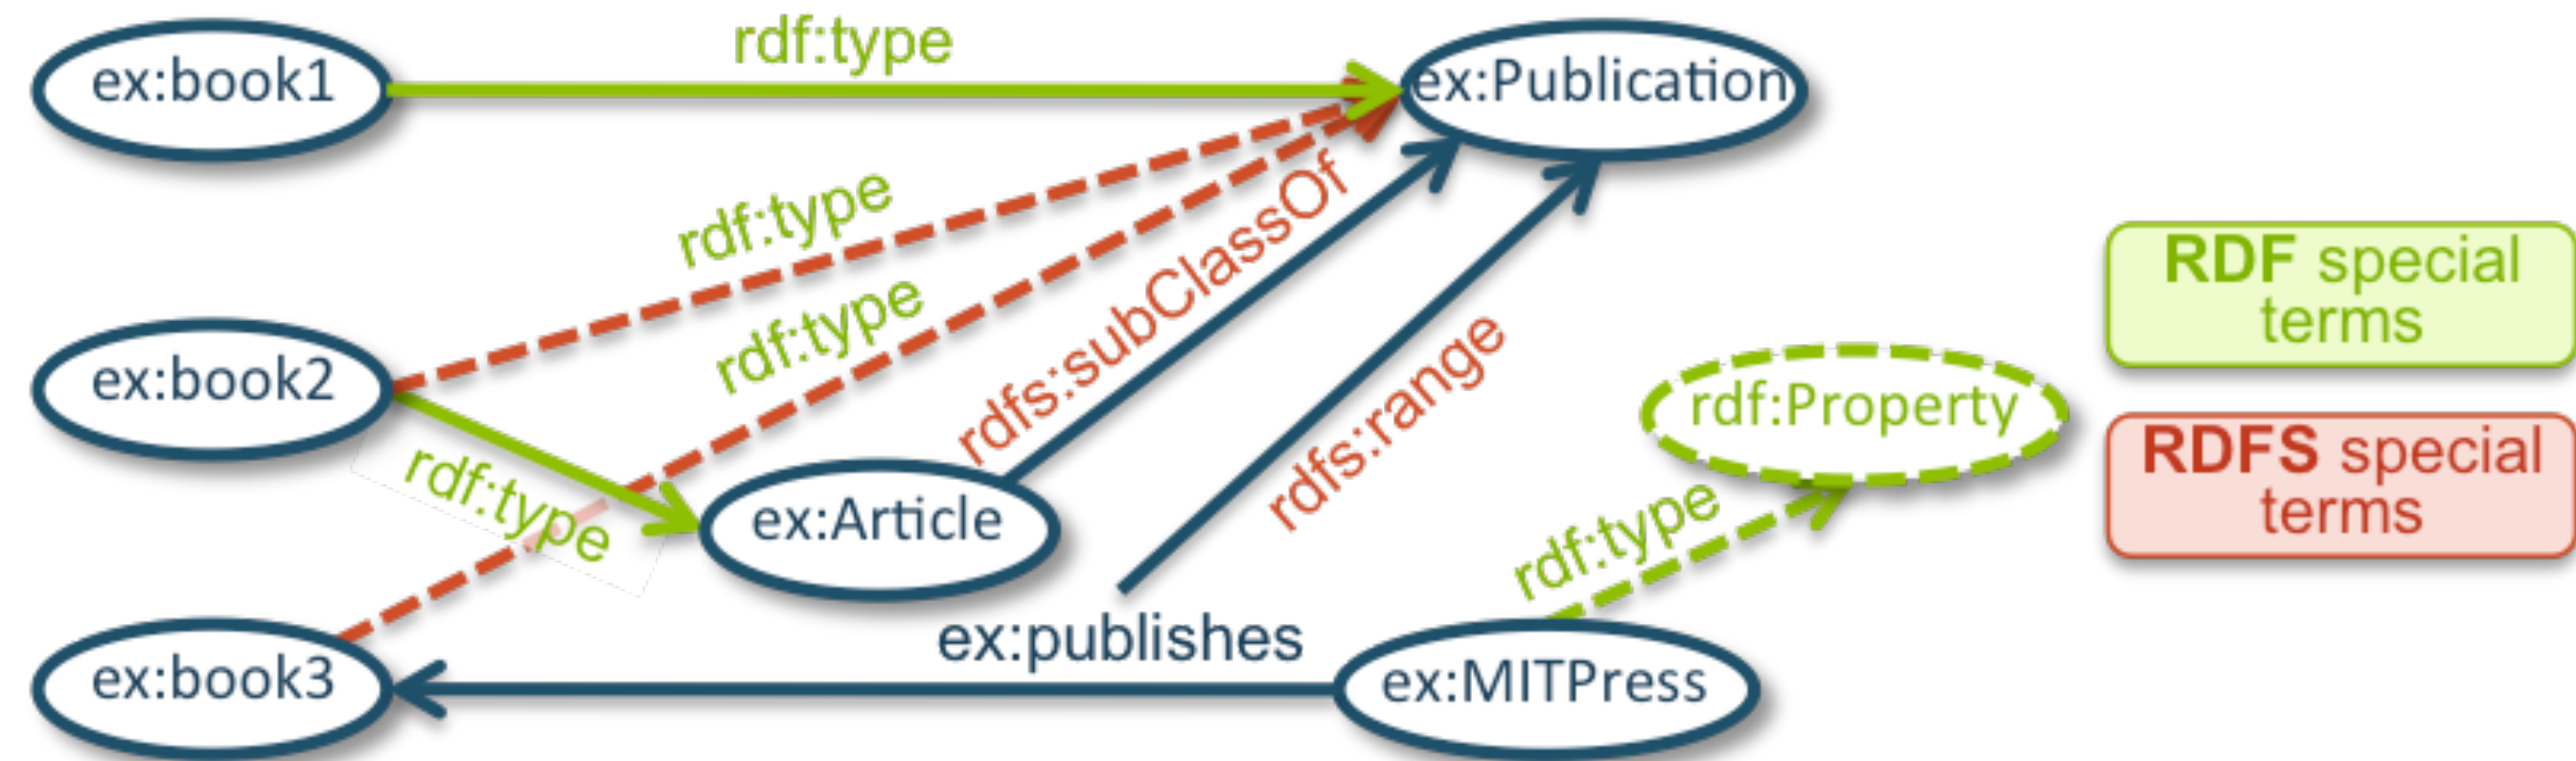 rdf:type
ex:book1
ex:Publication
rdf:type
rdfs:subClassOf
RDF special
terms
rdf:type
ex:book2
rdfs:range
rdf:Property
RDFS special
terms
rdf:type
ex:Article
rdf:type
ex:publishes
ex:book3
ex:MITPress